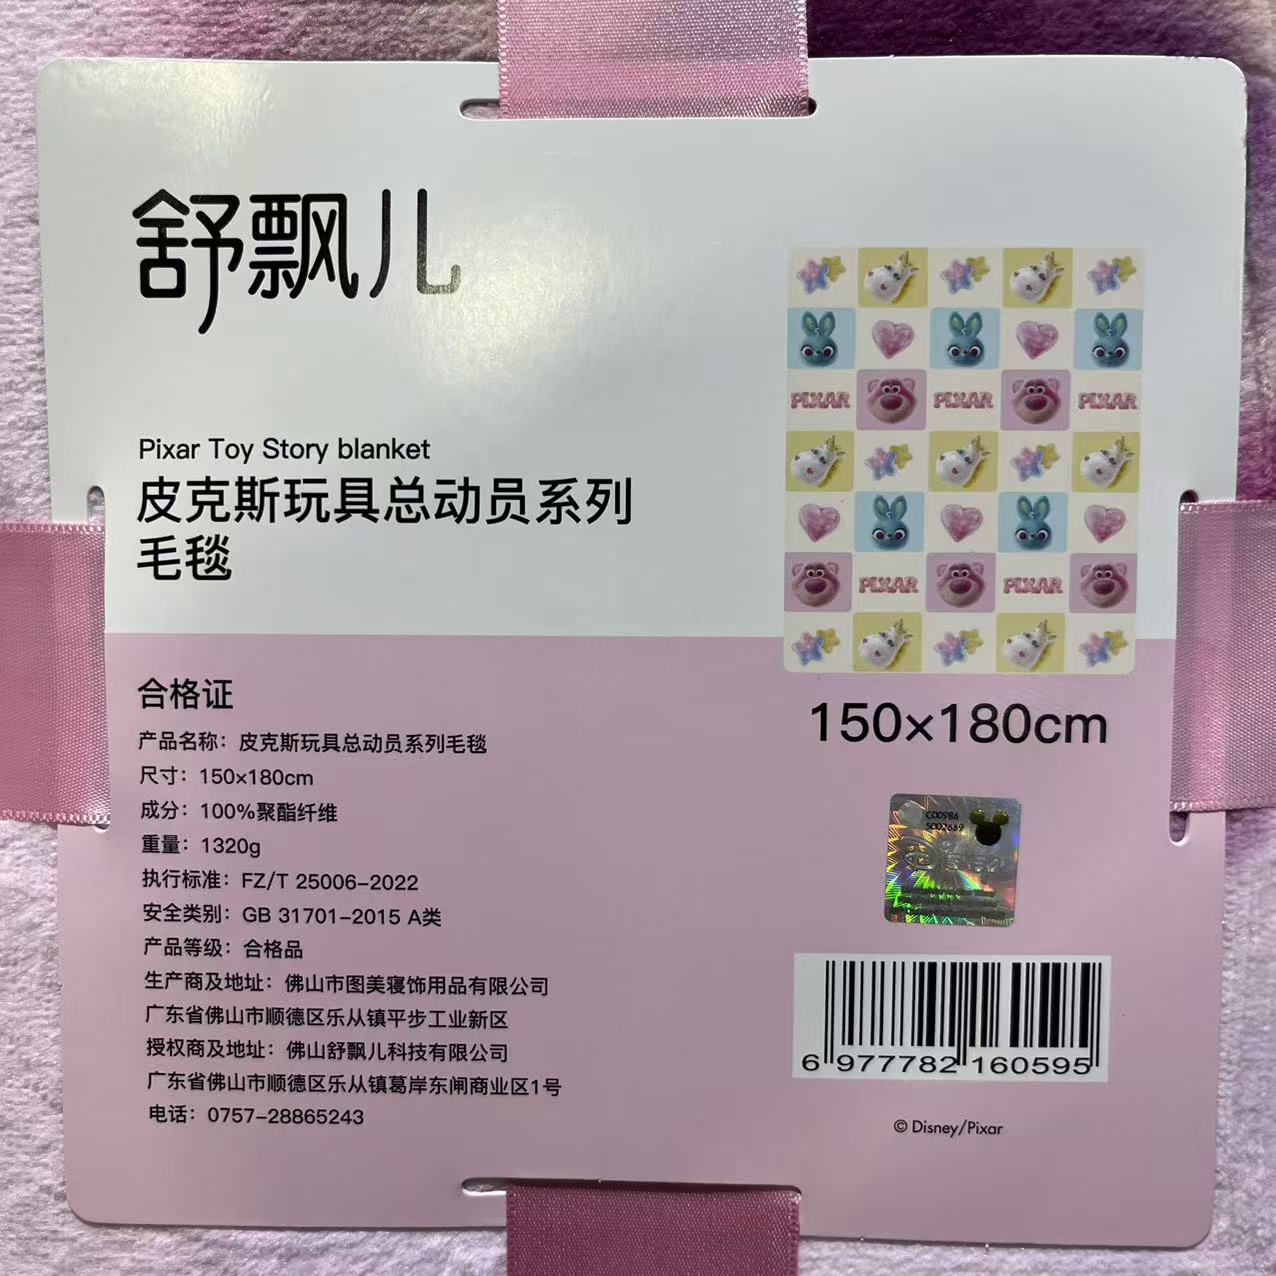 舒飘儿
Pixar Toy Story blanket
皮克斯玩具总动员系列
毛毯
PIXAR PIXAR PIXAR
PIXAR PIXAR
150×180cm
合格证
产品名称：皮克斯玩具总动员系列毛毯
尺寸：150×180cm
成分：100%聚酯纤维
重量：1320g
执行标准：FZ/T 25006-2022
安全类别：GB 31701-2015 A类
产品等级：合格品
生产商及地址：佛山市图美寝饰用品有限公司
广东省佛山市顺德区乐从镇平步工业新区
授权商及地址：佛山舒飘儿科技有限公司
广东省佛山市顺德区乐从镇葛岸东闸商业区1号
电话：0757-28865243
C00986
S002669
6 977782 160595
© Disney/Pixar